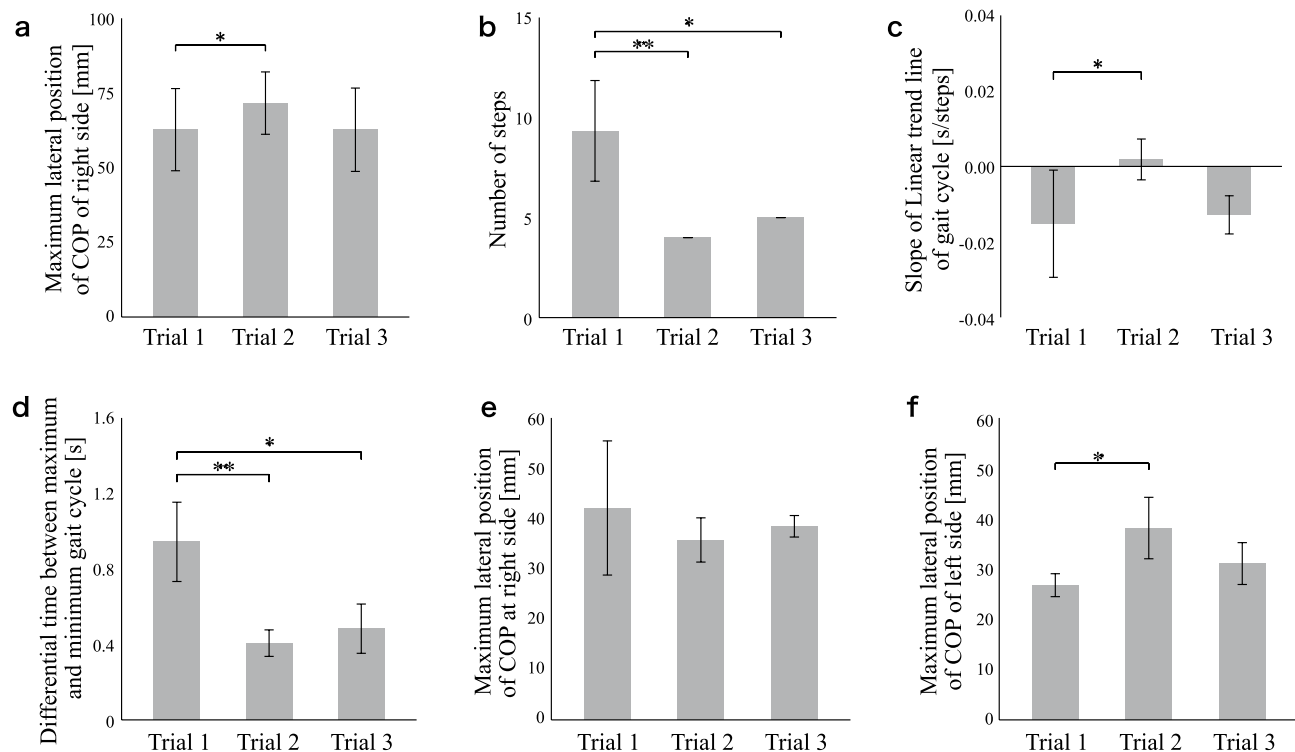 a
Maximum lateral position
of COP of right side [mm]
100
75
50
25
0
*
Trial 1 Trial 2 Trial 3
b
Number of steps
15
10
5
0
*
**
Trial 1 Trial 2 Trial 3
c
Slope of Linear trend line
of gait cycle [s/steps]
0.04
0.02
0.00
-0.02
-0.04
*
Trial 1 Trial 2 Trial 3
d
Differential time between maximum
and minimum gait cycle [s]
1.6
1.2
0.8
0.4
0
*
**
Trial 1 Trial 2 Trial 3
e
Maximum lateral position
of COP at right side [mm]
60
50
40
30
20
10
0
Trial 1 Trial 2 Trial 3
f
Maximum lateral position
of COP of left side [mm]
60
50
40
30
20
10
0
*
Trial 1 Trial 2 Trial 3